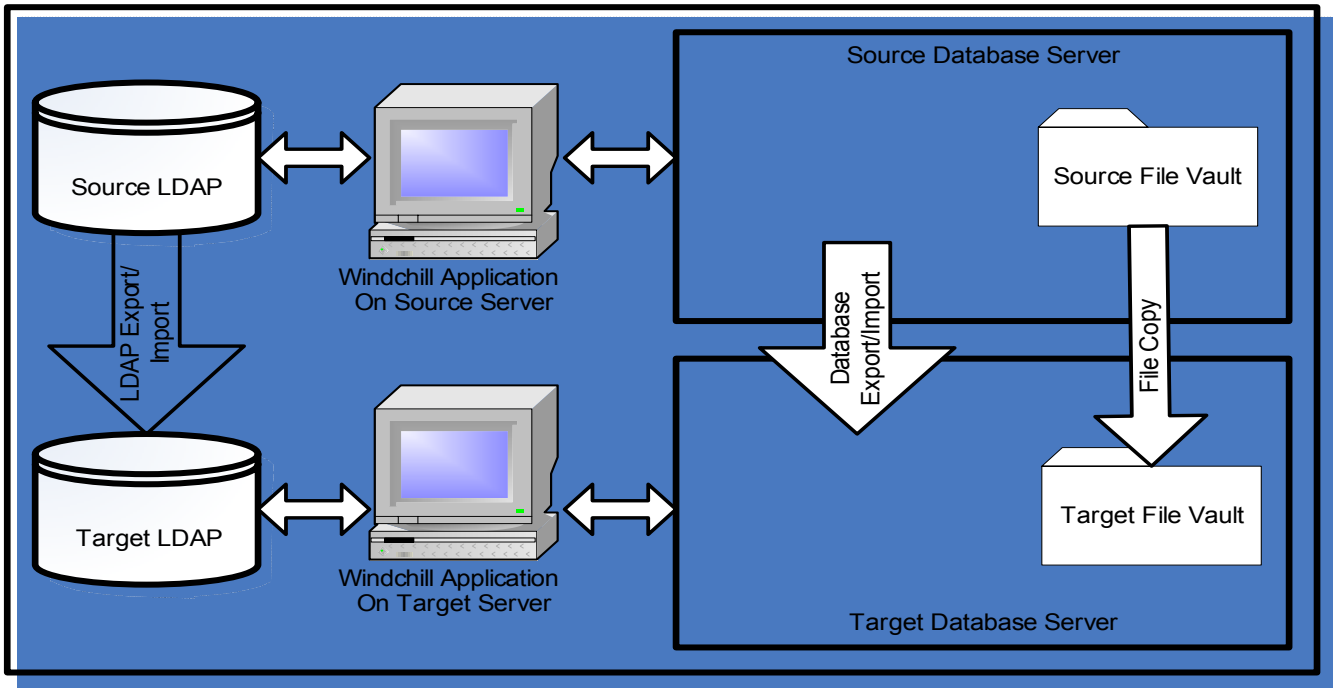 Source Database Server
Source LDAP
Source File Vault
Windchill Application
On Source Server
LDAP Export/
Import
Database
Export/Import
File Copy
Target LDAP
Target File Vault
Windchill Application
On Target Server
Target Database Server